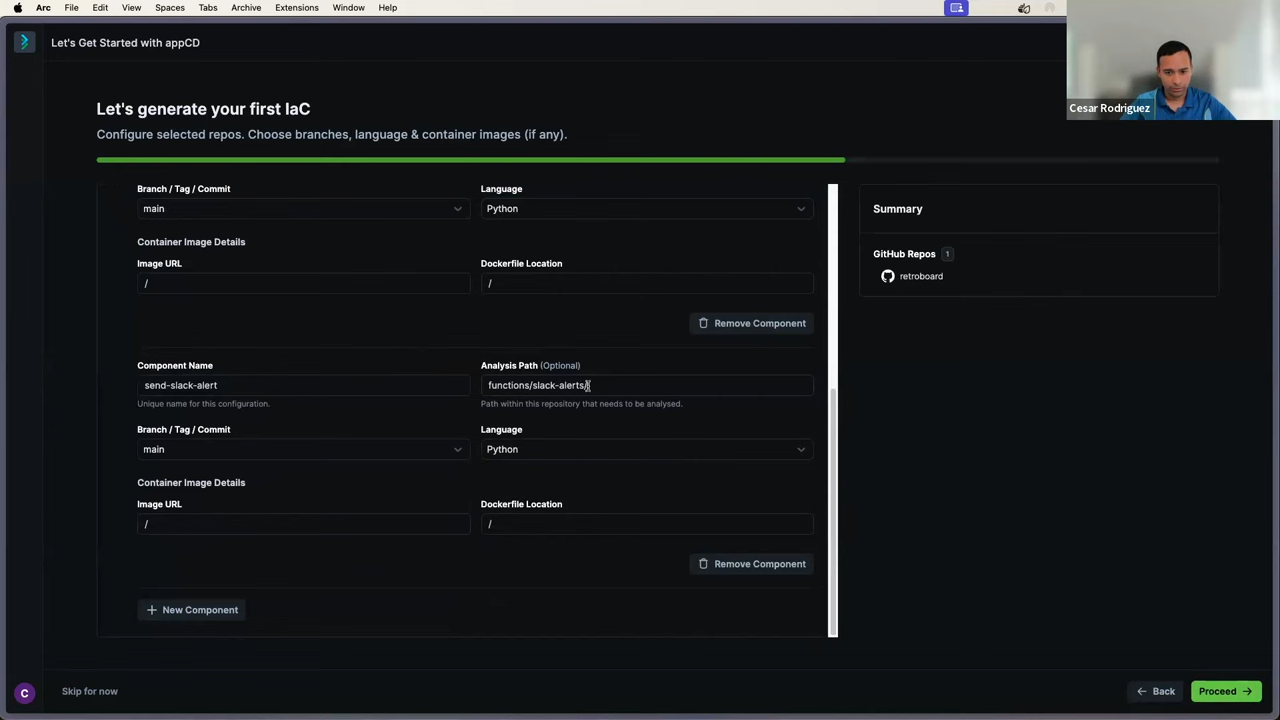 Arc File Edit View Spaces Tabs Archive Extensions Window Help
Let's Get Started with appCD
Cesar Rodriguez
Let's generate your first IaC
Configure selected repos. Choose branches, language & container images (if any).
Branch / Tag / Commit Language
main Python
Container Image Details
Image URL Dockerfile Location
/ /
Remove Component
Component Name Analysis Path (Optional)
send-slack-alert functions/slack-alerts/
Unique name for this configuration. Path within this repository that needs to be analysed.
Branch / Tag / Commit Language
main Python
Container Image Details
Image URL Dockerfile Location
/ /
Remove Component
New Component
Summary
GitHub Repos 1
retroboard
C
Skip for now
Back
Proceed